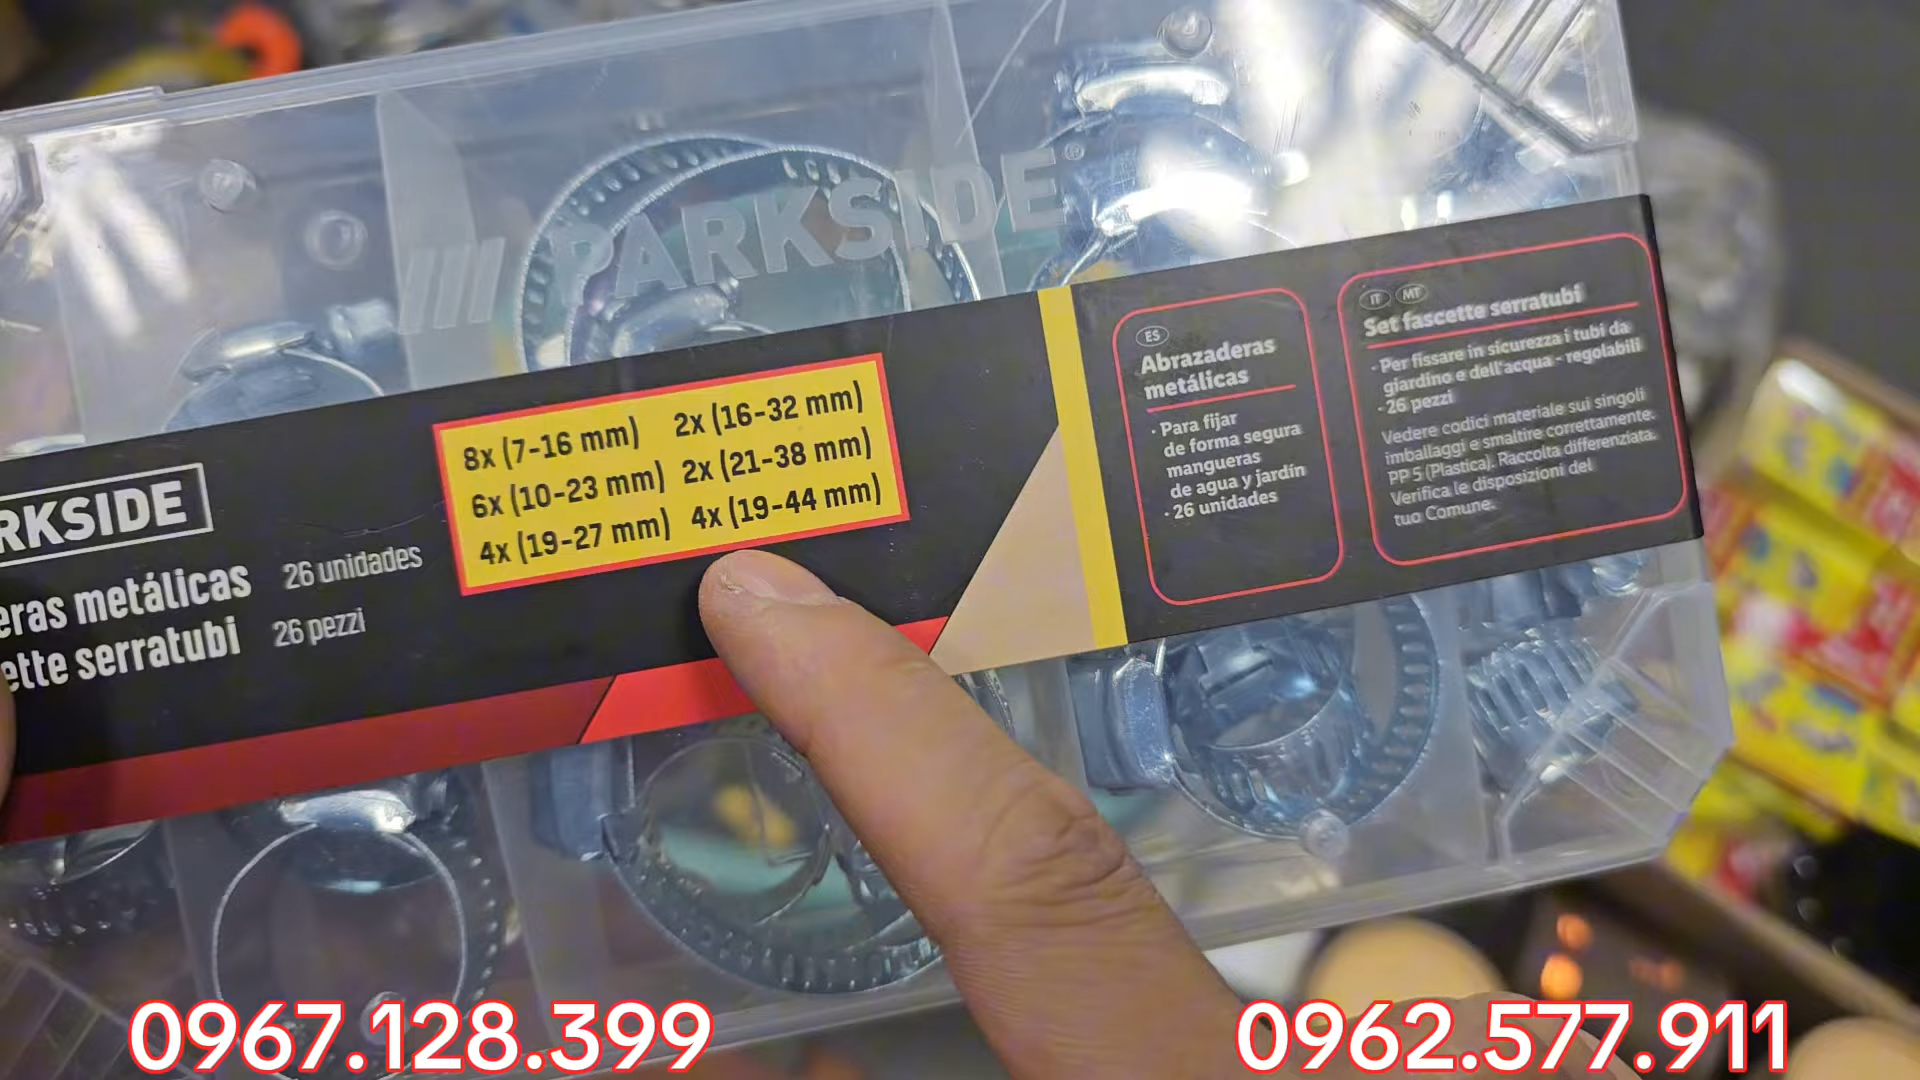 PARKSIDE®
RKSIDE
eras metálicas
26 unidades
ette serratubi
26 pezzi
8x (7-16 mm) 2x (16-32 mm)
6x (10-23 mm) 2x (21-38 mm)
4x (19-27 mm) 4x (19-44 mm)
ES
Abrazaderas
metálicas
· Para fijar
de forma segura
mangueras
de agua y jardín
· 26 unidades
IT MT
Set fascette serratubi
- Per fissare in sicurezza i tubi da
giardino e dell'acqua - regolabili
- 26 pezzi
Vedere codici materiale sui singoli
imballaggi e smaltire correttamente.
PP 5 (Plastica). Raccolta differenziata.
Verifica le disposizioni del
tuo Comune.
0967.128.399
0962.577.911